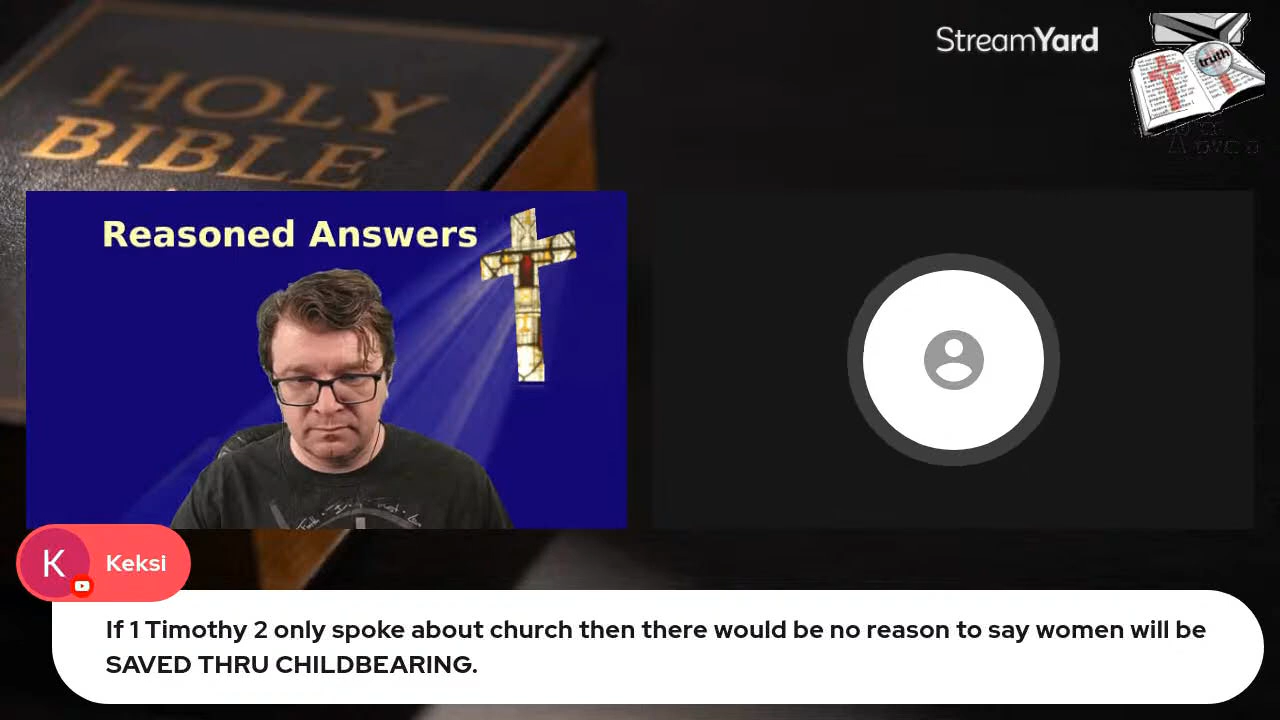 HOLY
BIBLE
StreamYard
truth
Reasoned Answers
K
Keksi
If 1 Timothy 2 only spoke about church then there would be no reason to say women will be
SAVED THRU CHILDBEARING.